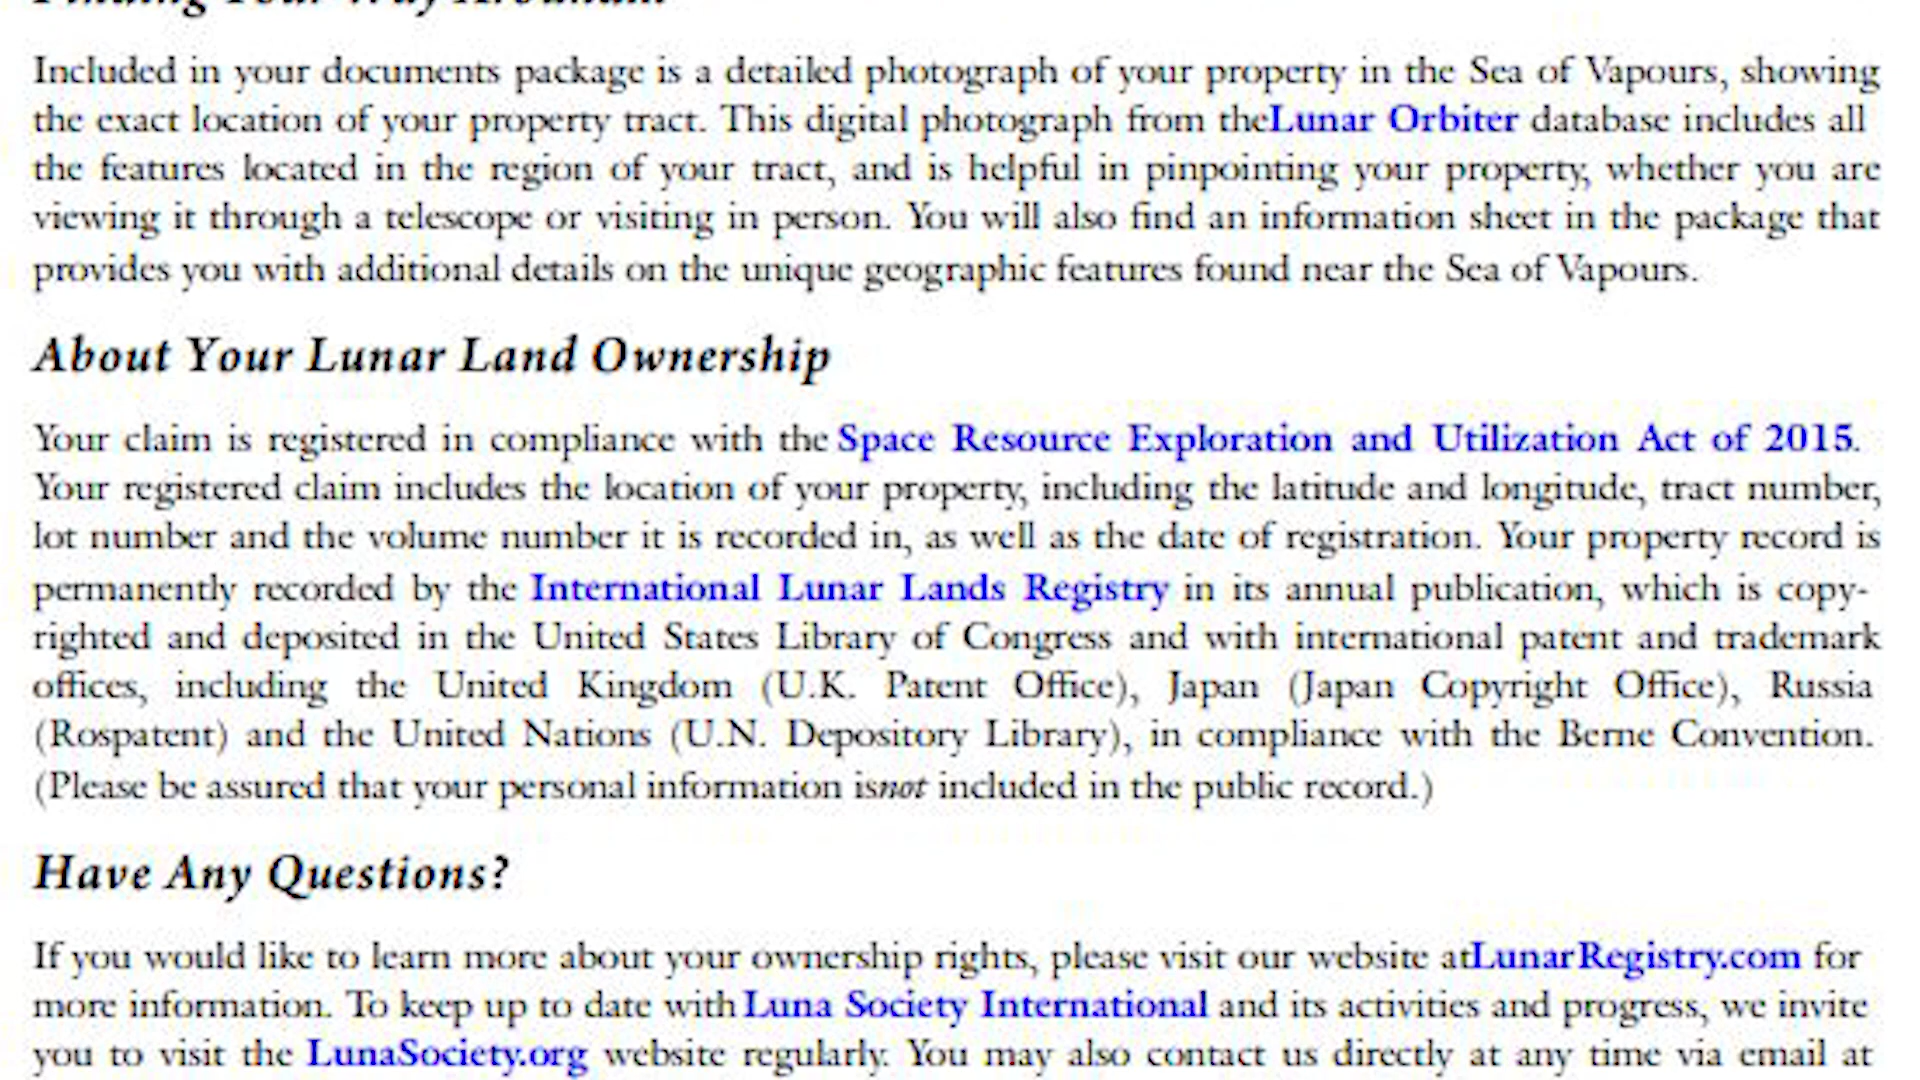 Finding Your Way Around...
Included in your documents package is a detailed photograph of your property in the Sea of Vapours, showing
the exact location of your property tract. This digital photograph from theLunar Orbiter database includes all
the features located in the region of your tract, and is helpful in pinpointing your property, whether you are
viewing it through a telescope or visiting in person. You will also find an information sheet in the package that
provides you with additional details on the unique geographic features found near the Sea of Vapours.
About Your Lunar Land Ownership
Your claim is registered in compliance with the Space Resource Exploration and Utilization Act of 2015.
Your registered claim includes the location of your property, including the latitude and longitude, tract number,
lot number and the volume number it is recorded in, as well as the date of registration. Your property record is
permanently recorded by the International Lunar Lands Registry in its annual publication, which is copy-
righted and deposited in the United States Library of Congress and with international patent and trademark
offices, including the United Kingdom (U.K. Patent Office), Japan (Japan Copyright Office), Russia
(Rospatent) and the United Nations (U.N. Depository Library), in compliance with the Berne Convention.
(Please be assured that your personal information isnot included in the public record.)
Have Any Questions?
If you would like to learn more about your ownership rights, please visit our website atLunarRegistry.com for
more information. To keep up to date with Luna Society International and its activities and progress, we invite
you to visit the LunaSociety.org website regularly. You may also contact us directly at any time via email at